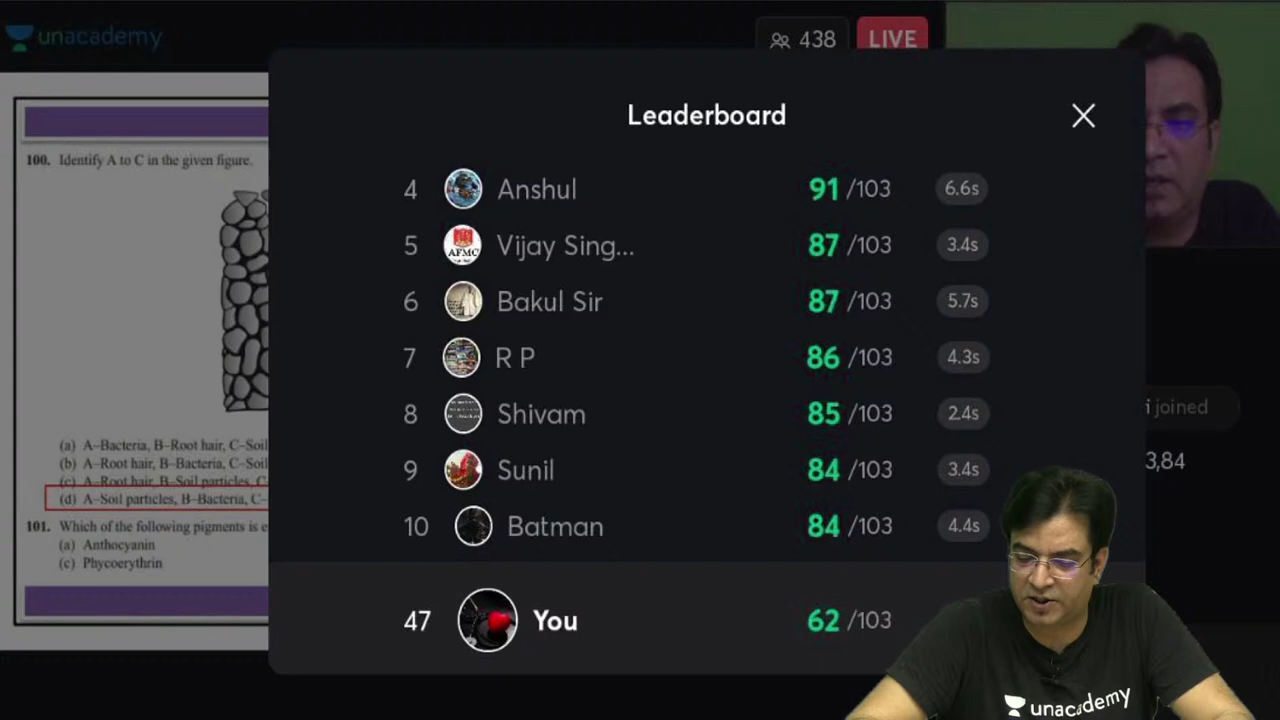 unacademy
438
LIVE
Leaderboard
100. Identify A to C in the given figure.
4 Anshul 91 /103 6.6s
5 Vijay Sing... 87 /103 3.4s
AFMC
6 Bakul Sir 87 /103 5.7s
7 R P 86 /103 4.3s
8 Shivam 85 /103 2.4s
9 Sunil 84 /103 3.4s
10 Batman 84 /103 4.4s
47 You 62 /103
(a) A–Bacteria, B–Root hair, C–Soil
(b) A–Root hair, B–Bacteria, C–Soil
(c) A–Root hair, B–Soil particles, C
(d) A–Soil particles, B–Bacteria, C–
101. Which of the following pigments is e
(a) Anthocyanin
(c) Phycoerythrin
i joined
3,84
unacademy